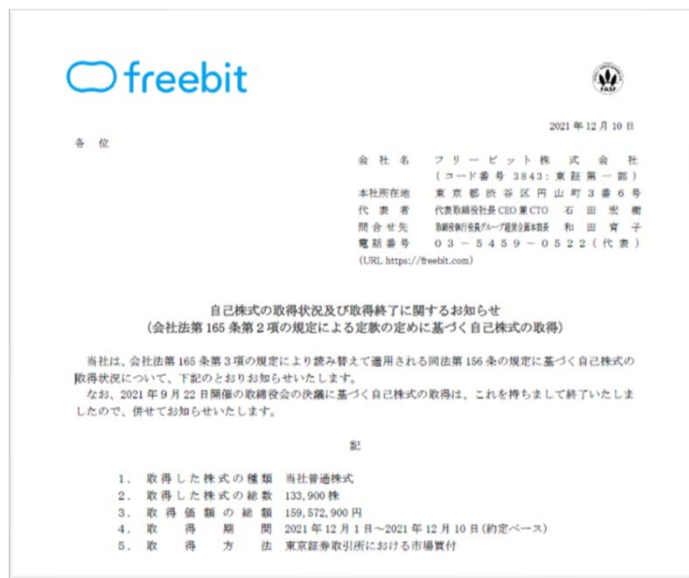 freebit
FASF
2021年12月10日
各 位
会社名 フリービット株式会社
(コード番号 3843:東証第一部)
本社所在地 東京都渋谷区円山町3番6号
代表者 代表取締役社長CEO兼CTO 石田宏樹
問合せ先 取締役執行役員グループ経営企画本部長 和田育子
電話番号 03-5459-0522(代表)
(URL https://freebit.com)
自己株式の取得状況及び取得終了に関するお知らせ
(会社法第165条第2項の規定による定款の定めに基づく自己株式の取得)
当社は、会社法第165条第3項の規定により読み替えて適用される同法第156条の規定に基づく自己株式の
取得状況について、下記のとおりお知らせいたします。
なお、2021年9月22日開催の取締役会の決議に基づく自己株式の取得は、これを持ちまして終了いたしま
したので、併せてお知らせいたします。
記
1. 取得した株式の種類 当社普通株式
2. 取得した株式の総数 133,900株
3. 取得価額の総額 159,572,900円
4. 取得期間 2021年12月1日~2021年12月10日(約定ベース)
5. 取得方法 東京証券取引所における市場買付